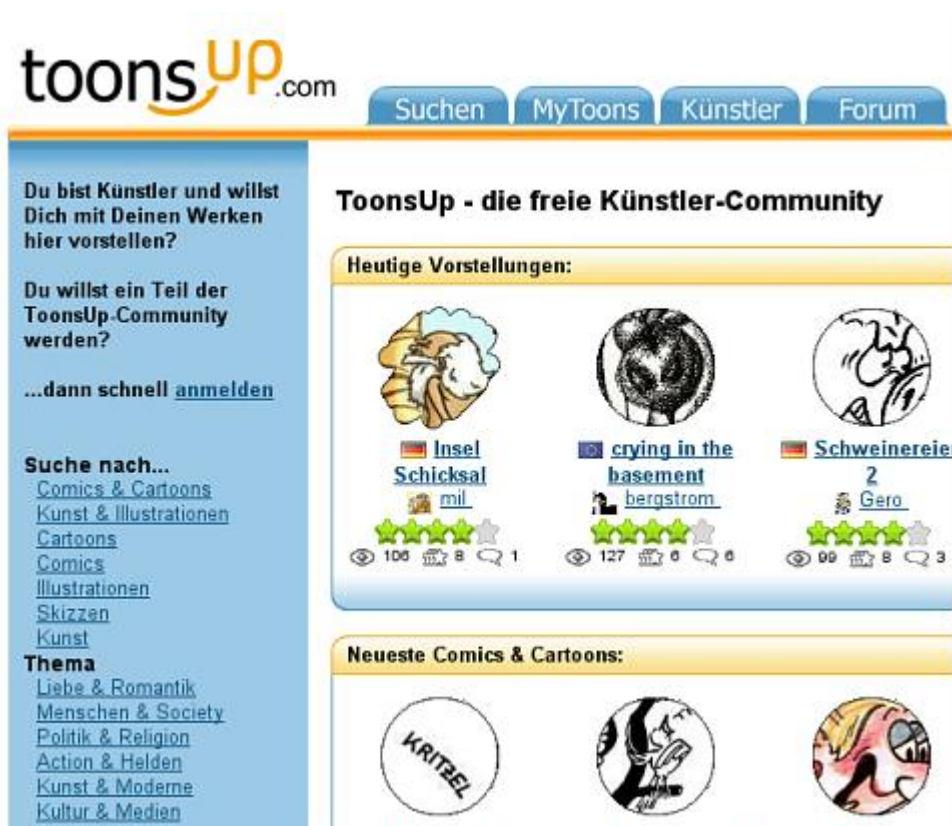 toonsUp.com
Suchen MyToons Künstler Forum
Du bist Künstler und willst
Dich mit Deinen Werken
hier vorstellen?
Du willst ein Teil der
ToonsUp-Community
werden?
...dann schnell anmelden
Suche nach...
Comics & Cartoons
Kunst & Illustrationen
Cartoons
Comics
Illustrationen
Skizzen
Kunst
Thema
Liebe & Romantik
Menschen & Society
Politik & Religion
Action & Helden
Kunst & Moderne
Kultur & Medien
ToonsUp - die freie Künstler-Community
Heutige Vorstellungen:
Insel
Schicksal
mil
106 8 1
crying in the
basement
bergstrom
127 6 6
Schweinereien
2
Gero
99 8 3
Neueste Comics & Cartoons:
KRITZEL